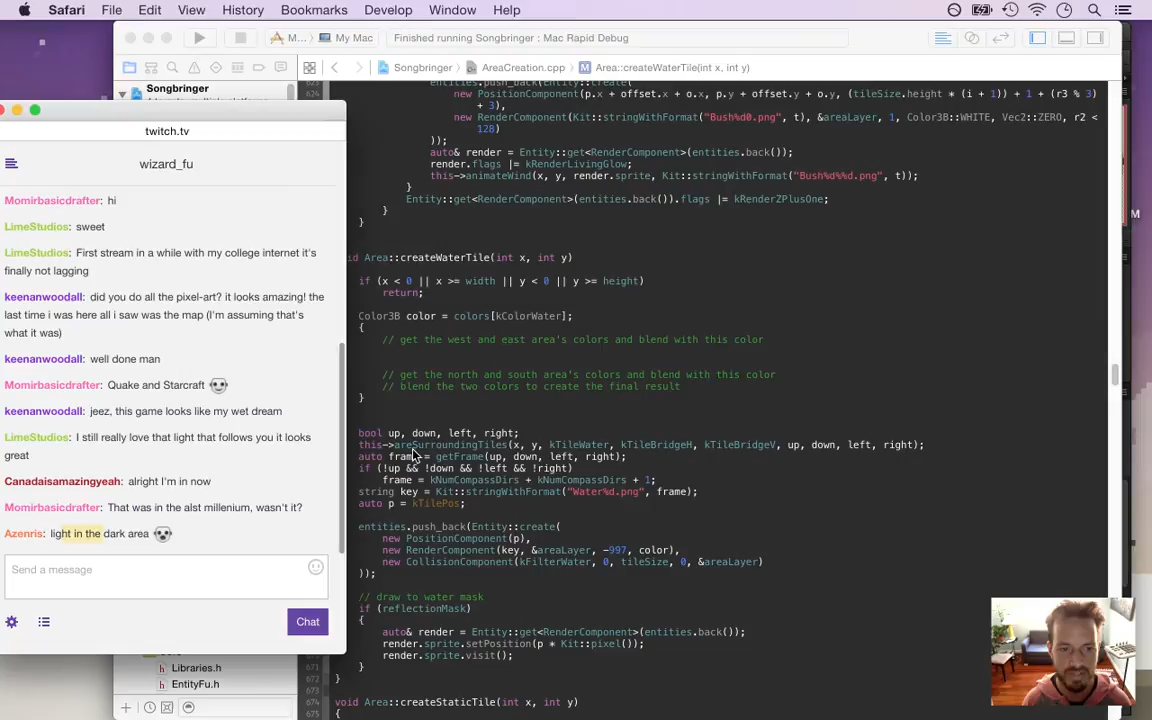 Safari File Edit View History Bookmarks Develop Window Help
M... My Mac Finished running Songbringer : Mac Rapid Debug
Songbringer AreaCreation.cpp M Area::createWaterTile(int x, int y)
Songbringer
twitch.tv
wizard_fu
Momirbasicdrafter: hi
LimeStudios: sweet
LimeStudios: First stream in a while with my college internet it's
finally not lagging
keenanwoodall: did you do all the pixel-art? it looks amazing! the
last time i was here all i saw was the map (I'm assuming that's
what it was)
keenanwoodall: well done man
Momirbasicdrafter: Quake and Starcraft
keenanwoodall: jeez, this game looks like my wet dream
LimeStudios: I still really love that light that follows you it looks
great
Canadaisamazingyeah: alright I'm in now
Momirbasicdrafter: That was in the alst millenium, wasn't it?
Azenris: light in the dark area
Send a message
Chat
Libraries.h
EntityFu.h
entities.push_back(Entity::create(
624 new PositionComponent(p.x + offset.x + o.x, p.y + offset.y + o.y, (tileSize.height * (i + 1)) + 1 + (r3 % 3)
+ 3),
new RenderComponent(Kit::stringWithFormat("Bush%d0.png", t), &areaLayer, 1, Color3B::WHITE, Vec2::ZERO, r2 <
128)
));
auto& render = Entity::get<RenderComponent>(entities.back());
render.flags |= kRenderLivingGlow;
this->animateWind(x, y, render.sprite, Kit::stringWithFormat("Bush%d%%d.png", t));
}
Entity::get<RenderComponent>(entities.back()).flags |= kRenderZPlusOne;
}
}
Area::createWaterTile(int x, int y)
if (x < 0 || x >= width || y < 0 || y >= height)
return;
Color3B color = colors[kColorWater];
{
// get the west and east area's colors and blend with this color
// get the north and south area's colors and blend with this color
// blend the two colors to create the final result
}
bool up, down, left, right;
this->areSurroundingTiles(x, y, kTileWater, kTileBridgeH, kTileBridgeV, up, down, left, right);
auto frame = getFrame(up, down, left, right);
if (!up && !down && !left && !right)
frame = kNumCompassDirs + kNumCompassDirs + 1;
string key = Kit::stringWithFormat("Water%d.png", frame);
auto p = kTilePos;
entities.push_back(Entity::create(
new PositionComponent(p),
new RenderComponent(key, &areaLayer, -997, color),
new CollisionComponent(kFilterWater, 0, tileSize, 0, &areaLayer)
));
// draw to water mask
if (reflectionMask)
{
auto& render = Entity::get<RenderComponent>(entities.back());
render.sprite.setPosition(p * Kit::pixel());
render.sprite.visit();
671 }
672 }
673
674 void Area::createStaticTile(int x, int y)
675 {
M